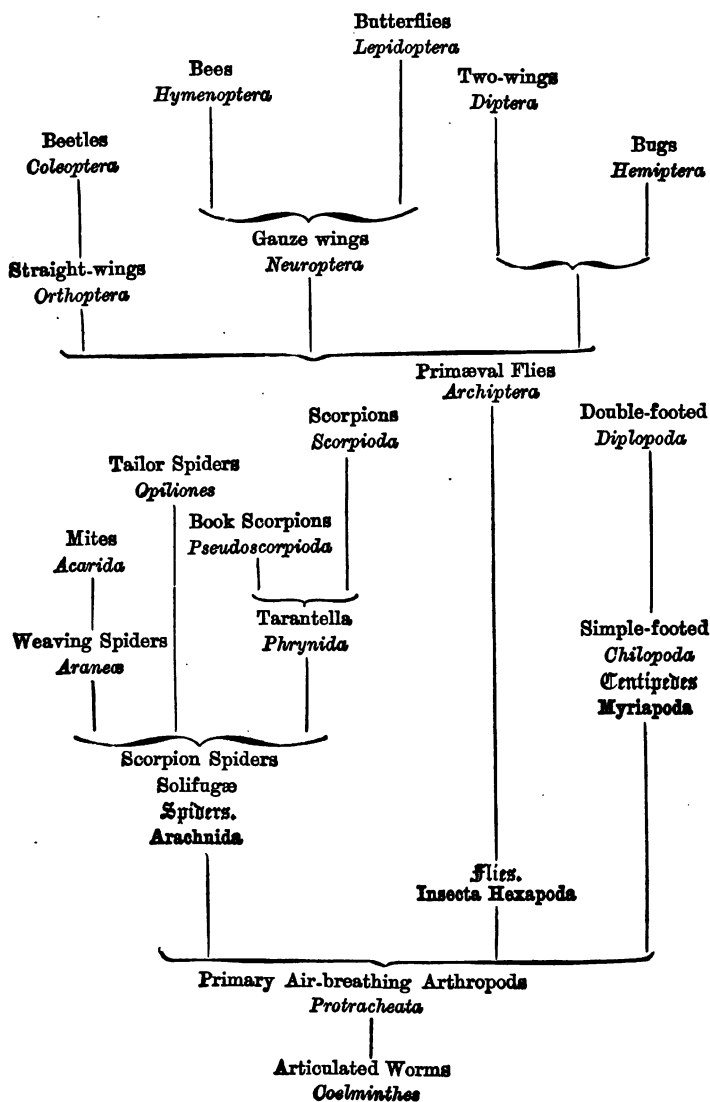 Butterflies
Lepidoptera
Bees
Hymenoptera
Two-wings
Diptera
Beetles
Coleoptera
Bugs
Hemiptera
Gauze wings
Neuroptera
Straight-wings
Orthoptera
Primæval Flies
Archiptera
Scorpions
Scorpioda
Double-footed
Diplopoda
Tailor Spiders
Opiliones
Book Scorpions
Pseudoscorpioda
Mites
Acarida
Tarantella
Phrynida
Simple-footed
Chilopoda
Centipedes
Myriapoda
Weaving Spiders
Araneæ
Scorpion Spiders
Solifugæ
Spiders.
Arachnida
Flies.
Insecta Hexapoda
Primary Air-breathing Arthropods
Protracheata
Articulated Worms
Coelminthes